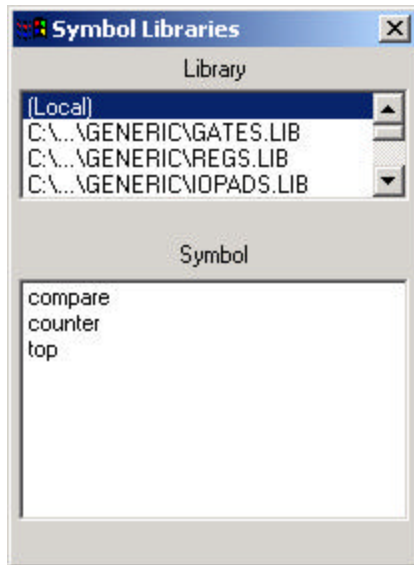 Symbol Libraries
Library
(Local)
C:\...\GENERIC\GATES.LIB
C:\...\GENERIC\REGS.LIB
C:\...\GENERIC\IOPADS.LIB
Symbol
compare
counter
top